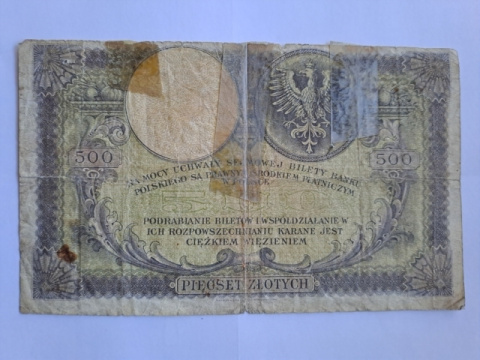 500
500
NA MOCY UCHWAŁY SEJMOWEJ BILETY BANKU
POLSKIEGO SĄ PRAWNYM ŚRODKIEM PŁATNICZYM
W POLSCE
PODRABIANIE BILETÓW I WSPÓŁDZIAŁANIE W
ICH ROZPOWSZECHNIANIU KARANE JEST
CIĘŻKIEM WIĘZIENIEM
PIĘĆSET ZŁOTYCH